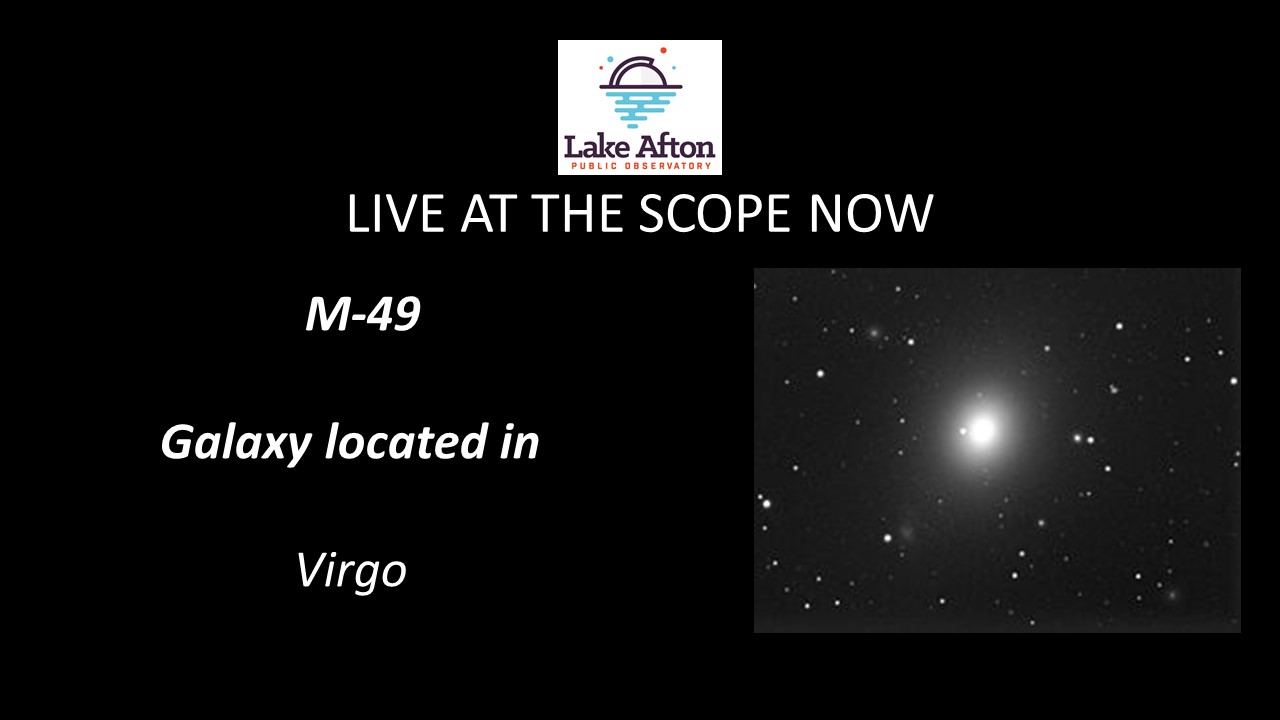 Lake Afton
PUBLIC OBSERVATORY
LIVE AT THE SCOPE NOW
M-49
Galaxy located in
Virgo